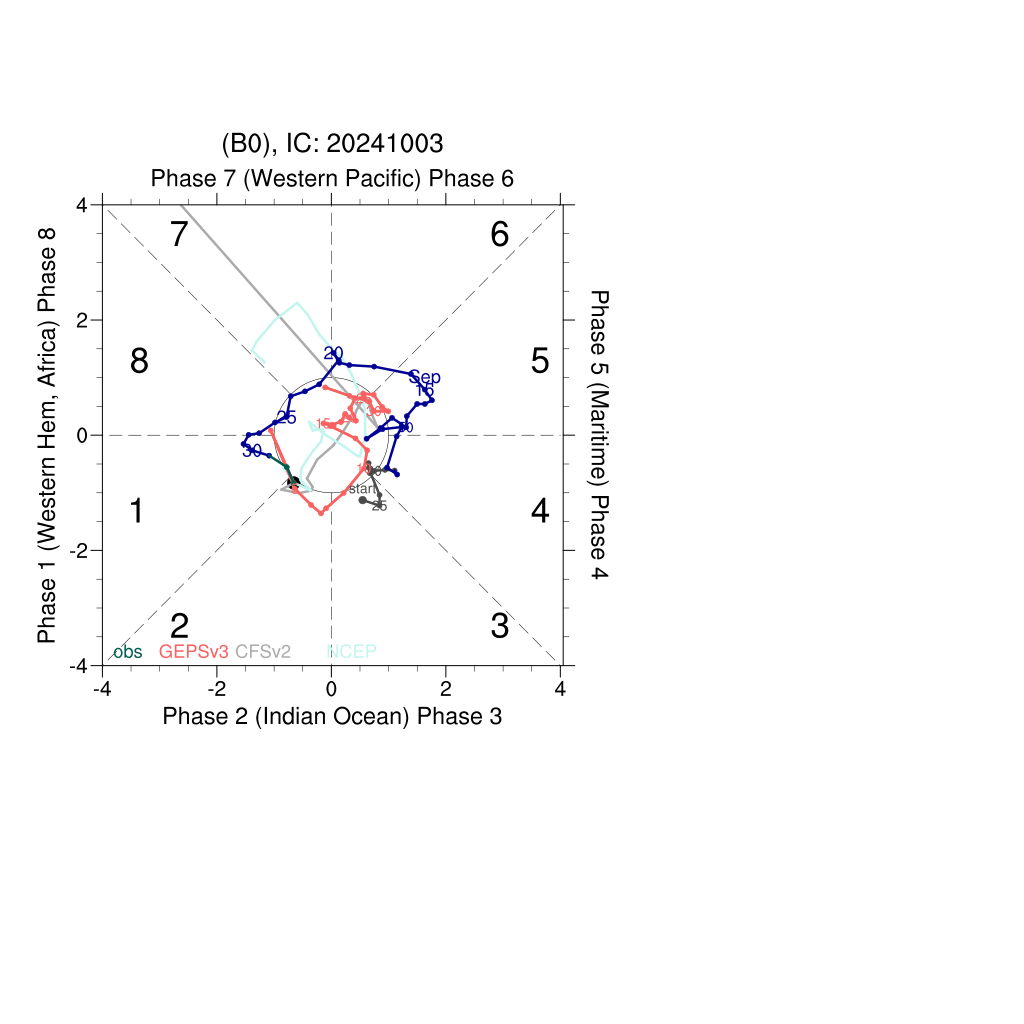 (B0), IC: 20241003
Phase 7 (Western Pacific) Phase 6
Phase 1 (Western Hem, Africa) Phase 8
Phase 5 (Maritime) Phase 4
4
7
6
2
20
Sep
16
8
5
25
15
0
30
start
25
1
4
-2
2
3
obs GEPSv3 CFSv2 NCEP
-4
-4 -2 0 2 4
Phase 2 (Indian Ocean) Phase 3